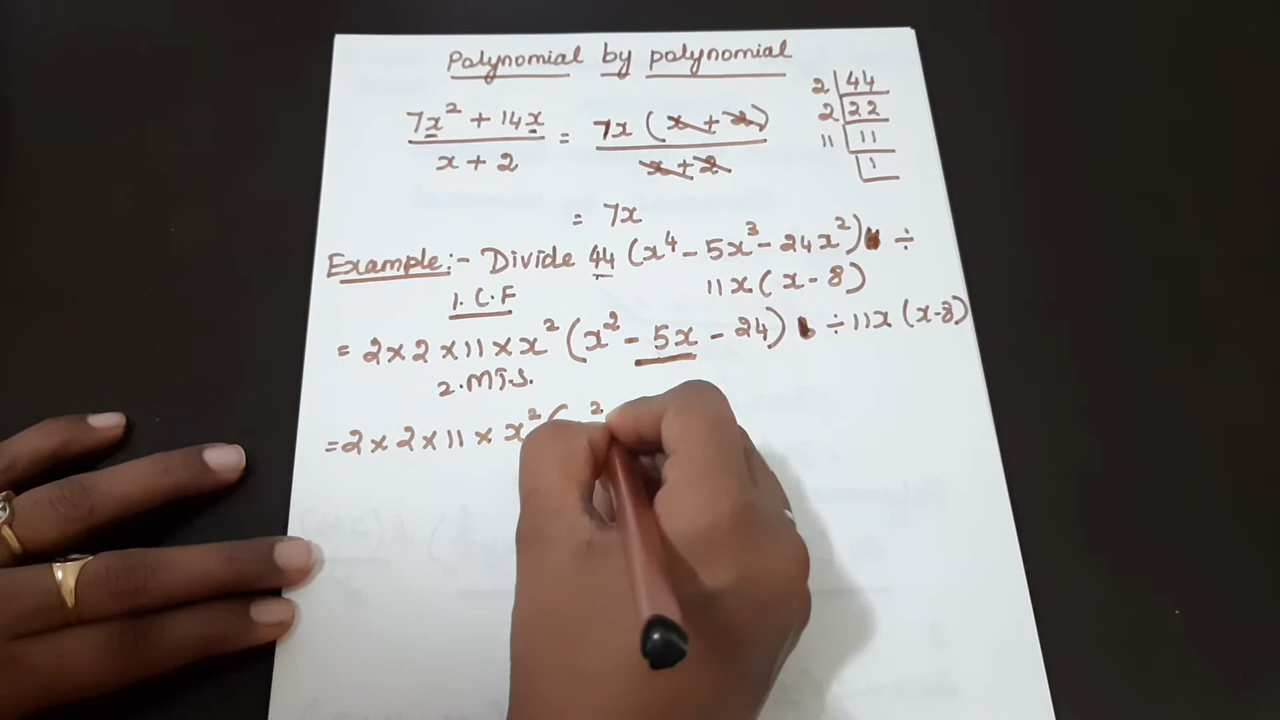 Polynomial by polynomial
7x² + 14x / x + 2 = 7x (x + 2) / x + 2
2 | 44
2 | 22
11 | 11
1
= 7x
Example:- Divide 44 (x⁴ - 5x³ - 24x²) ÷
11x (x - 8)
1. C.F
= 2 × 2 × 11 × x² (x² - 5x - 24) ÷ 11x (x-8)
2. M.T.S.
= 2 × 2 × 11 × x² ( 2